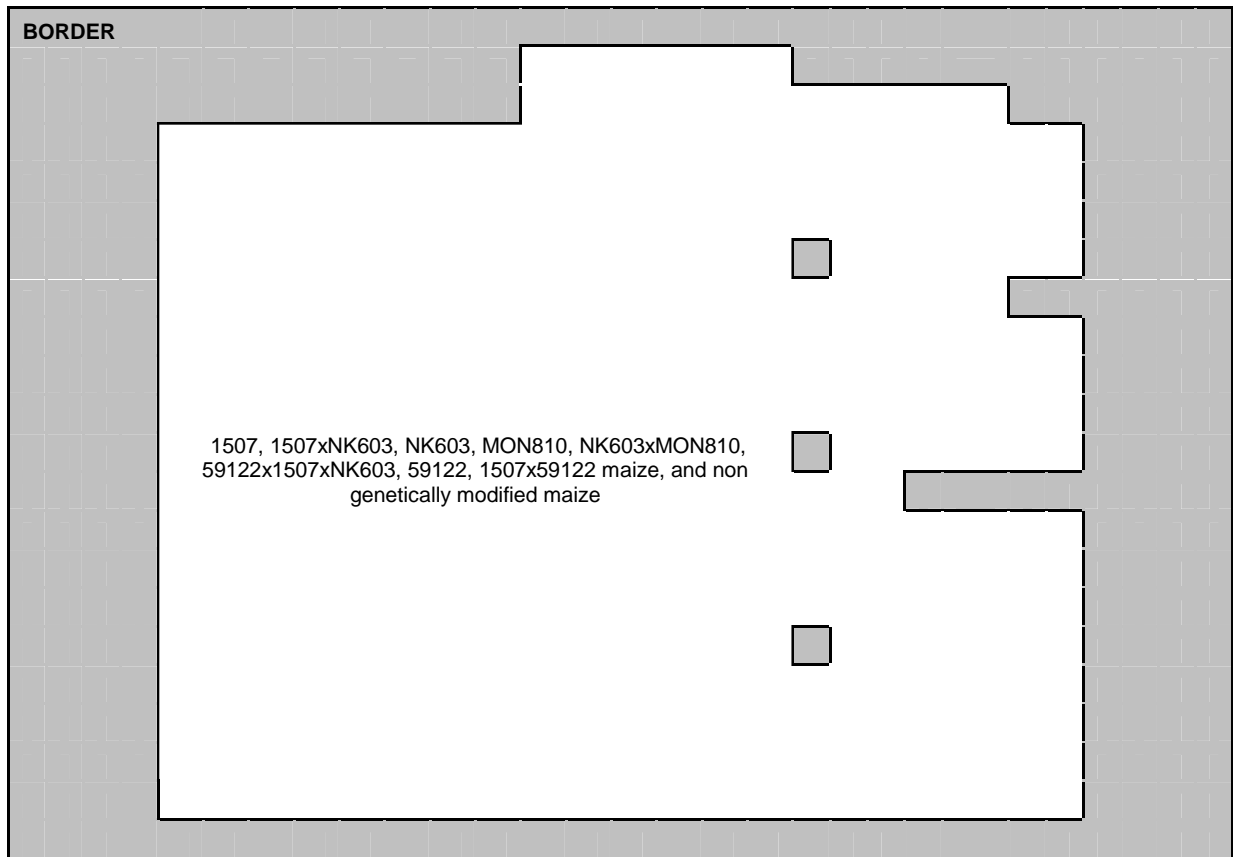 BORDER
1507, 1507xNK603, NK603, MON810, NK603xMON810,
59122x1507xNK603, 59122, 1507x59122 maize, and non
genetically modified maize